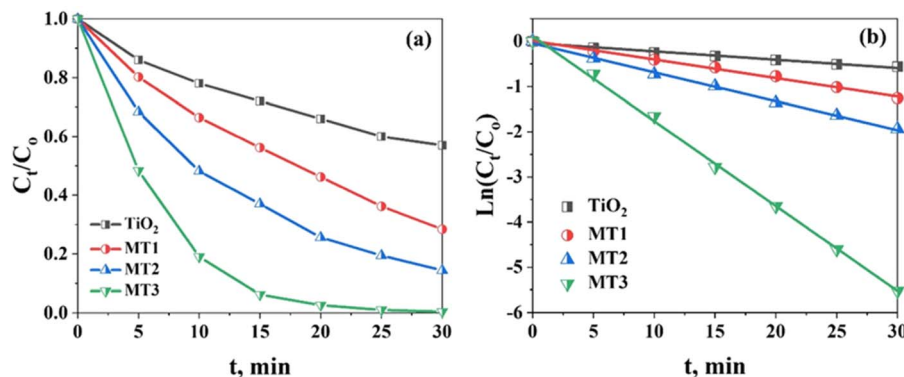 (a)
1.0
0.8
0.6
0.4
0.2
0.0
Ct/Co
TiO2
MT1
MT2
MT3
0 5 10 15 20 25 30
t, min
(b)
0
-1
-2
-3
-4
-5
-6
Ln(Ct/Co)
TiO2
MT1
MT2
MT3
0 5 10 15 20 25 30
t, min